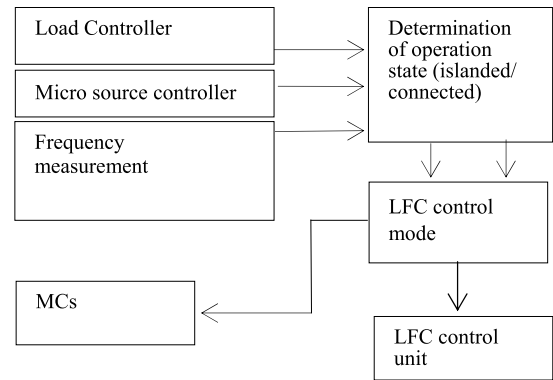 Load Controller
Determination
of operation
state (islanded/
connected)
Micro source controller
Frequency
measurement
LFC control
mode
MCs
LFC control
unit